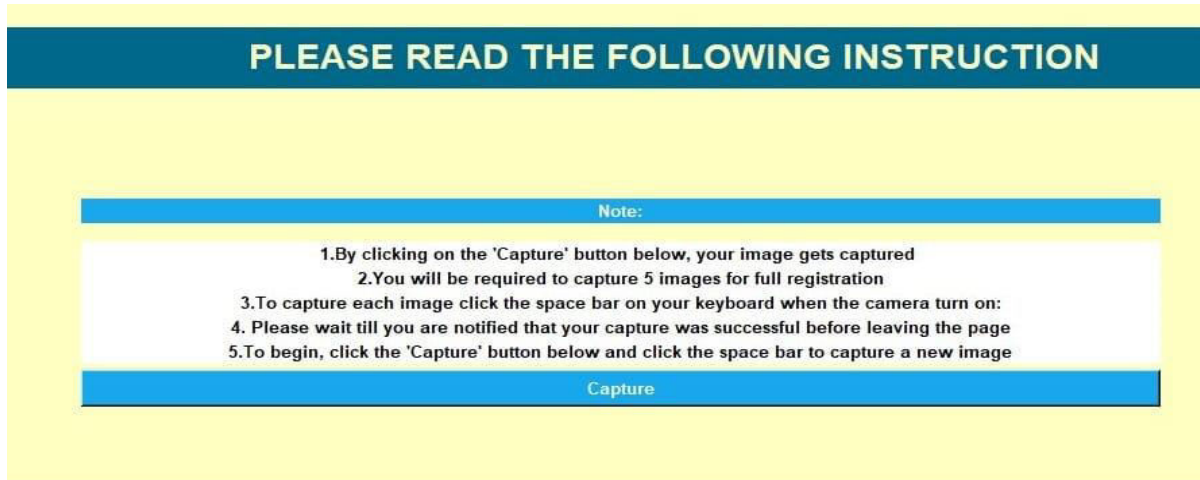 PLEASE READ THE FOLLOWING INSTRUCTION
Note:
1.By clicking on the 'Capture' button below, your image gets captured
2.You will be required to capture 5 images for full registration
3.To capture each image click the space bar on your keyboard when the camera turn on:
4. Please wait till you are notified that your capture was successful before leaving the page
5.To begin, click the 'Capture' button below and click the space bar to capture a new image
Capture